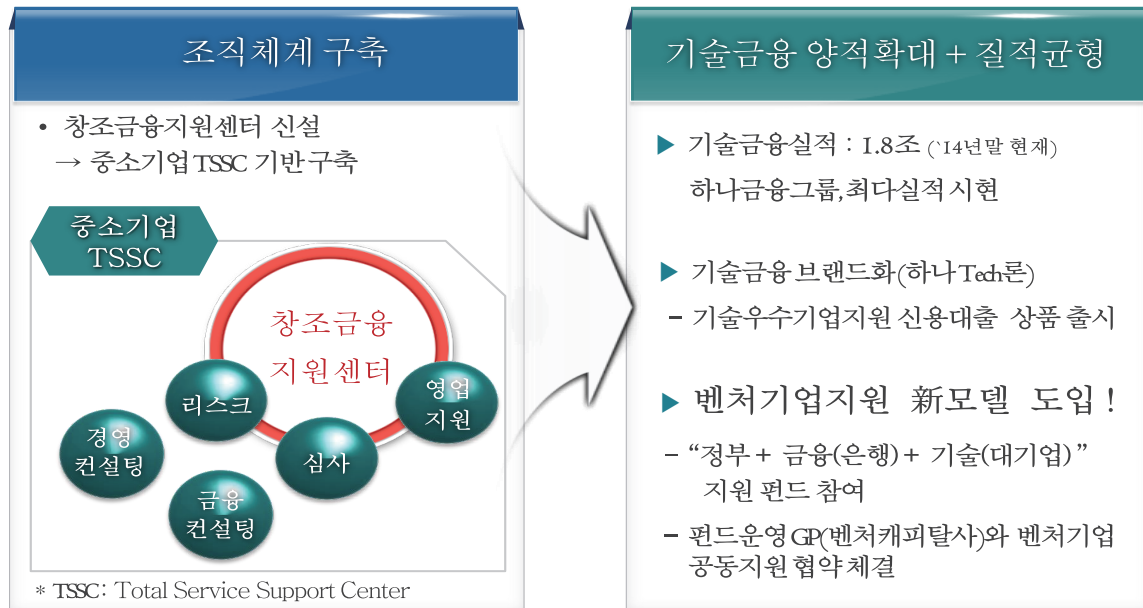 조직체계 구축
• 창조금융지원센터 신설
→ 중소기업 TSSC 기반 구축
중소기업
TSSC
창조금융
지원센터
리스크
영업
지원
경영
컨설팅
심사
금융
컨설팅
* TSSC: Total Service Support Center
기술금융 양적확대 + 질적균형
▶ 기술금융실적 : 1.8조 (`14년말 현재)
하나금융그룹, 최다실적 시현
▶ 기술금융 브랜드화(하나 Tech론)
– 기술우수기업지원 신용대출 상품 출시
▶ 벤처기업지원 新모델 도입 !
– “정부 + 금융(은행) + 기술(대기업) ”
지원 펀드 참여
– 펀드운영 GP(벤처캐피탈사)와 벤처기업
공동지원 협약 체결